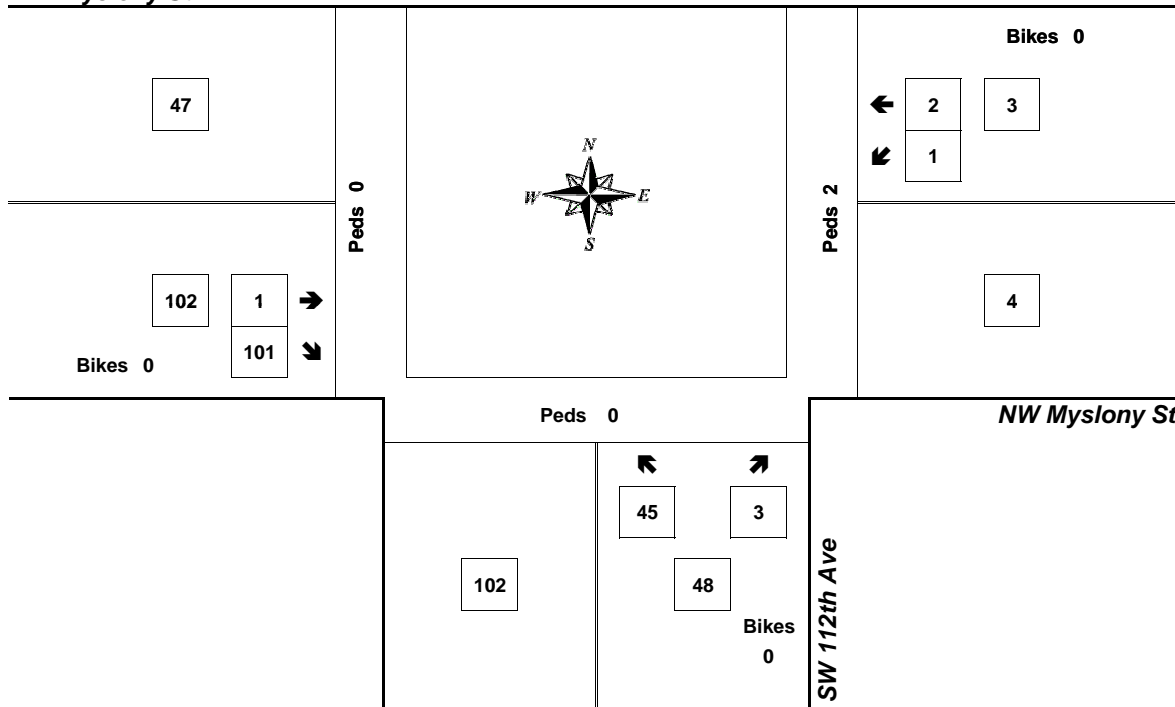 Bikes 0
47
2 3
1
N
W E
S
Peds 0
Peds 2
102 1
101
Bikes 0
4
Peds 0
NW Myslony St
45 3
102
48
Bikes
0
SW 112th Ave